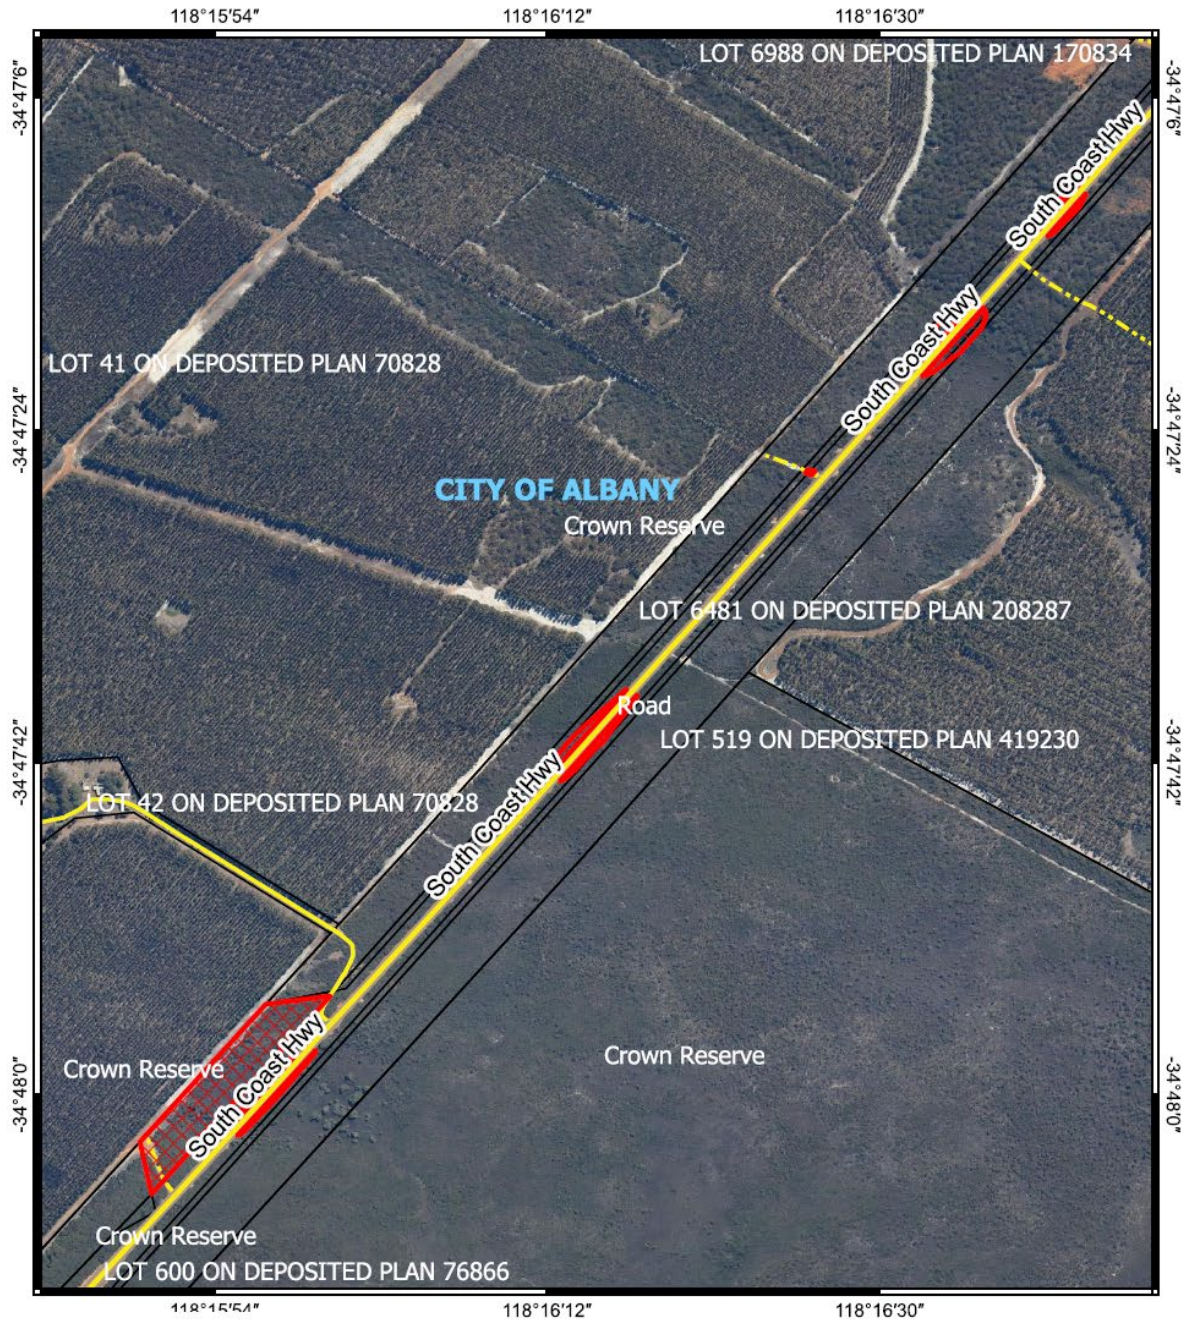 118°15′54″
118°16′12″
118°16′30″
LOT 6988 ON DEPOSITED PLAN 170834
-34°47′6″
-34°47′6″
South Coast Hwy
South Coast Hwy
LOT 41 ON DEPOSITED PLAN 70828
-34°47′24″
-34°47′24″
CITY OF ALBANY
Crown Reserve
LOT 6481 ON DEPOSITED PLAN 208287
Road
LOT 519 ON DEPOSITED PLAN 419230
-34°47′42″
-34°47′42″
LOT 42 ON DEPOSITED PLAN 70828
South Coast Hwy
Crown Reserve
Crown Reserve
South Coast Hwy
-34°48′0″
-34°48′0″
Crown Reserve
LOT 600 ON DEPOSITED PLAN 76866
118°15′54″
118°16′12″
118°16′30″